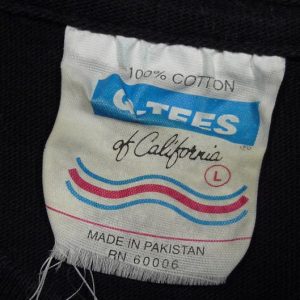 100% COTTON
Q-TEES
of California
L
MADE IN PAKISTAN
RN 60006